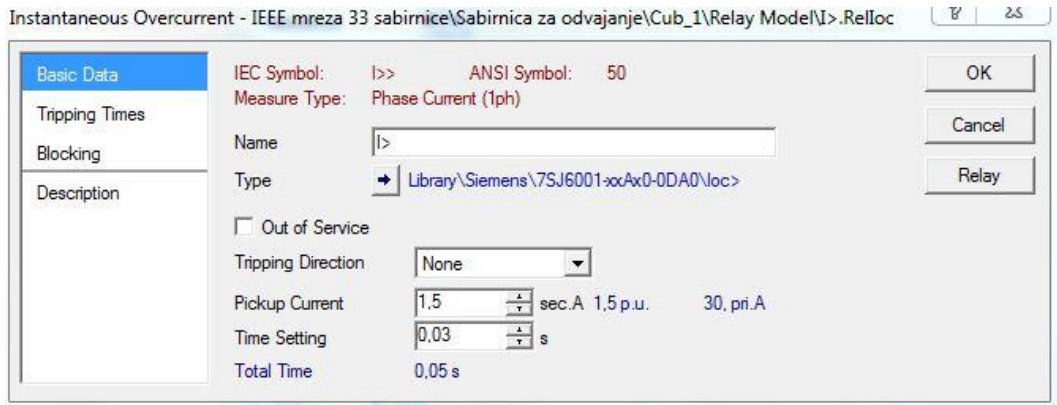 Instantaneous Overcurrent - IEEE mreza 33 sabirnice\Sabirnica za odvajanje\Cub_1\Relay Model\I>.RelIoc
Basic Data
Tripping Times
Blocking
Description
IEC Symbol: I>> ANSI Symbol: 50
Measure Type: Phase Current (1ph)
Name I>
Type Library\Siemens\7SJ6001-xxAx0-0DA0\Ioc>
Out of Service
Tripping Direction None
Pickup Current 1,5 sec.A 1,5 p.u. 30, pri.A
Time Setting 0,03 s
Total Time 0,05 s
OK
Cancel
Relay